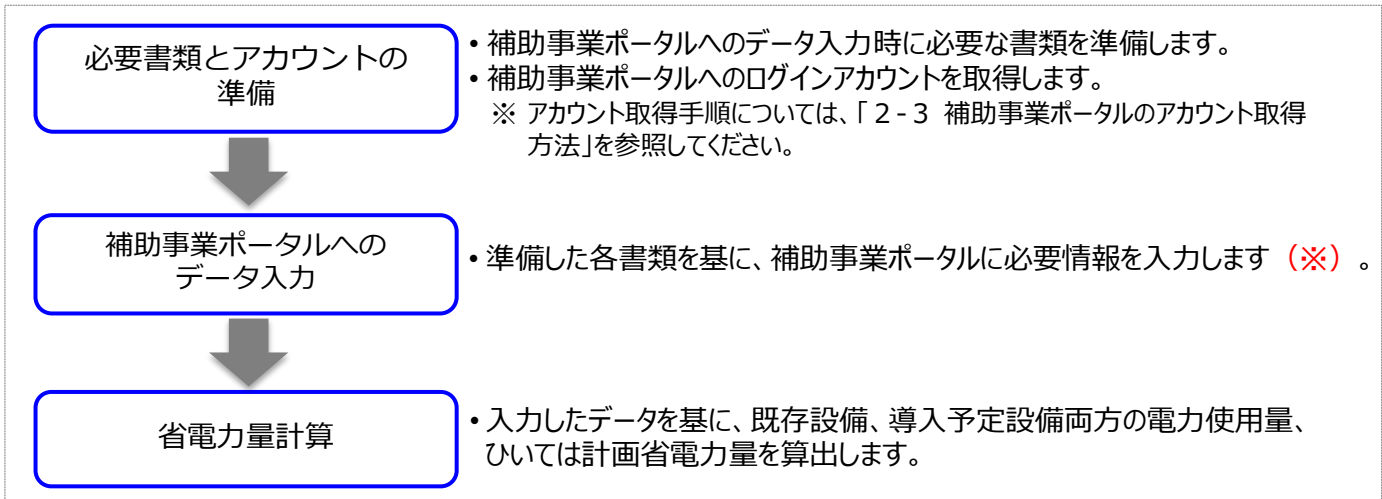 必要書類とアカウントの
準備
• 補助事業ポータルへのデータ入力時に必要な書類を準備します。
• 補助事業ポータルへのログインアカウントを取得します。
※ アカウント取得手順については、「２-３ 補助事業ポータルのアカウント取得
方法」を参照してください。
補助事業ポータルへの
データ入力
• 準備した各書類を基に、補助事業ポータルに必要情報を入力します（※）。
省電力量計算
• 入力したデータを基に、既存設備、導入予定設備両方の電力使用量、
ひいては計画省電力量を算出します。